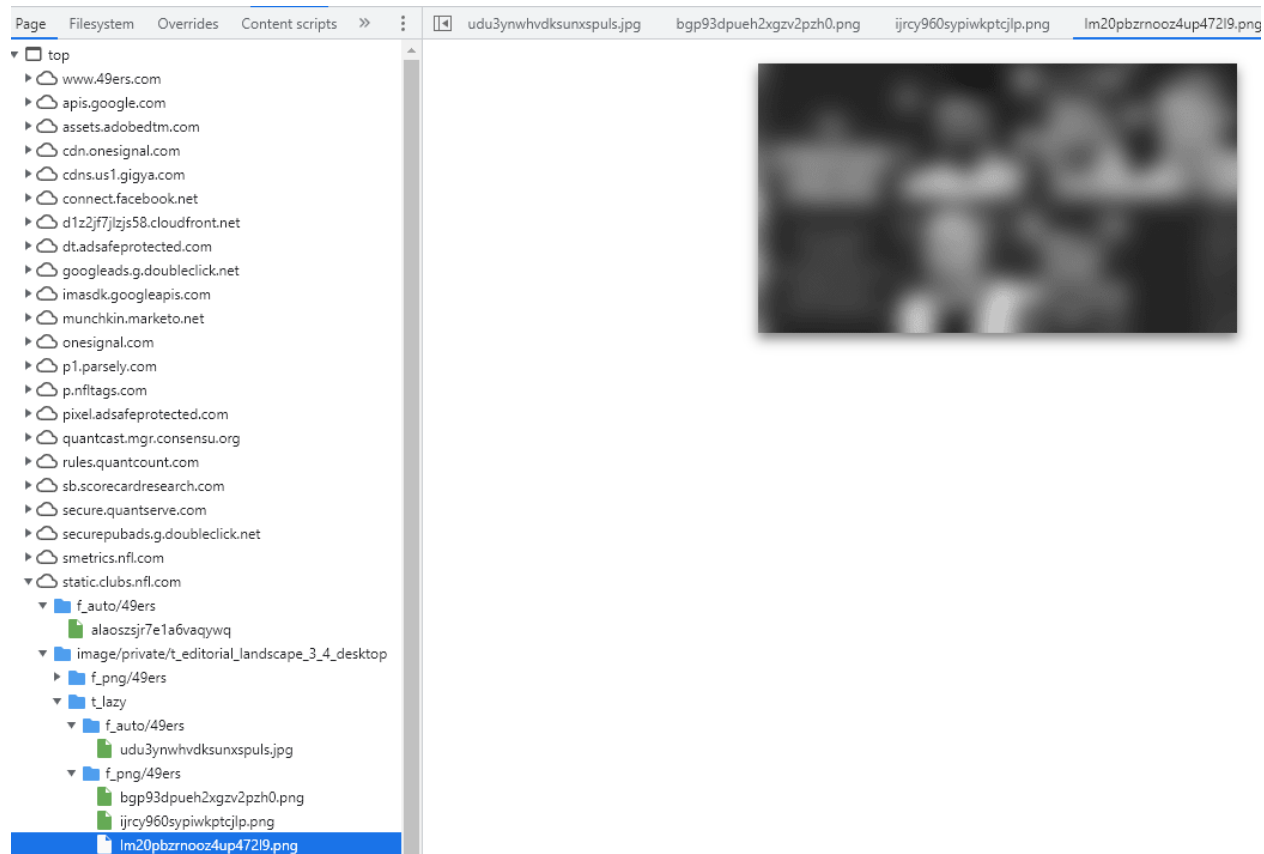 Page Filesystem Overrides Content scripts » udu3ynwhvdksunxspuls.jpg bgp93dpueh2xgzv2pzh0.png ijrcy960sypiwkptcjlp.png lm20pbzrnooz4up472l9.png
top
www.49ers.com
apis.google.com
assets.adobedtm.com
cdn.onesignal.com
cdns.us1.gigya.com
connect.facebook.net
d1z2jf7jlzjs58.cloudfront.net
dt.adsafeprotected.com
googleads.g.doubleclick.net
imasdk.googleapis.com
munchkin.marketo.net
onesignal.com
p1.parsely.com
p.nfltags.com
pixel.adsafeprotected.com
quantcast.mgr.consensu.org
rules.quantcount.com
sb.scorecardresearch.com
secure.quantserve.com
securepubads.g.doubleclick.net
smetrics.nfl.com
static.clubs.nfl.com
f_auto/49ers
alaoszsjr7e1a6vaqywq
image/private/t_editorial_landscape_3_4_desktop
f_png/49ers
t_lazy
f_auto/49ers
udu3ynwhvdksunxspuls.jpg
f_png/49ers
bgp93dpueh2xgzv2pzh0.png
ijrcy960sypiwkptcjlp.png
lm20pbzrnooz4up472l9.png